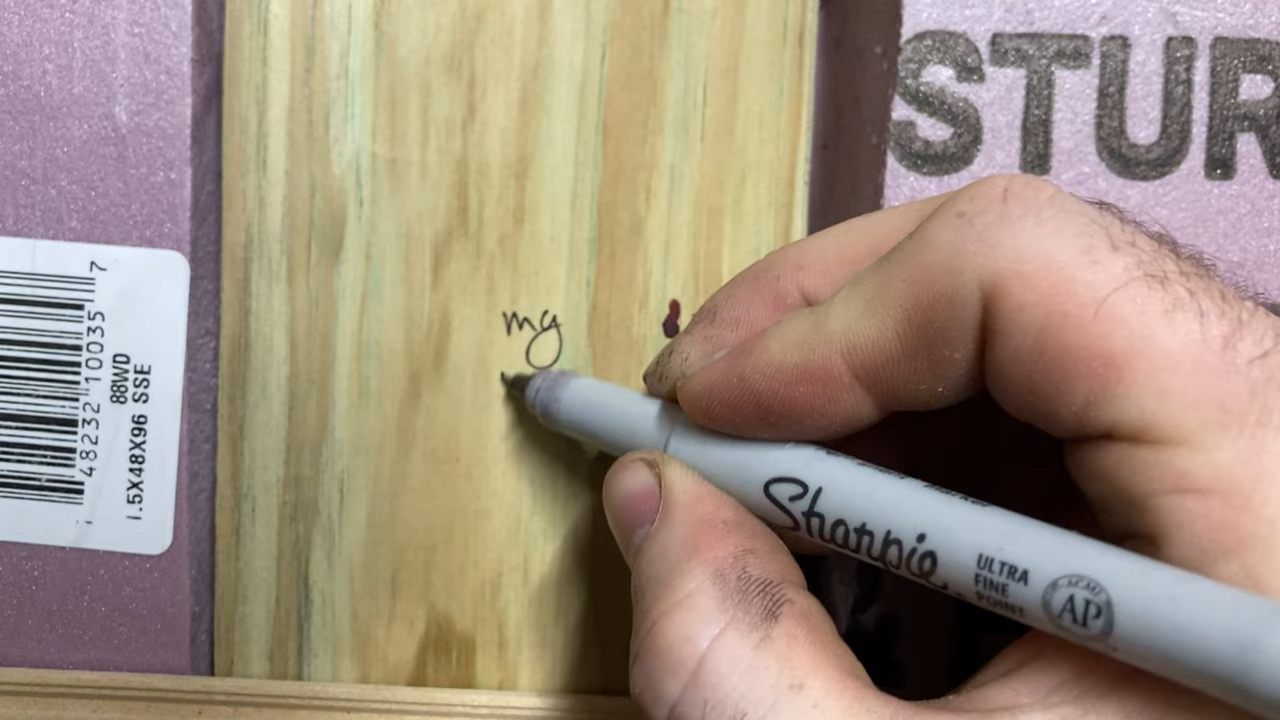 STUR
my
7
48232 10035
88WD
1.5X48X96 SSE
Sharpie
ULTRA
FINE
POINT
AP